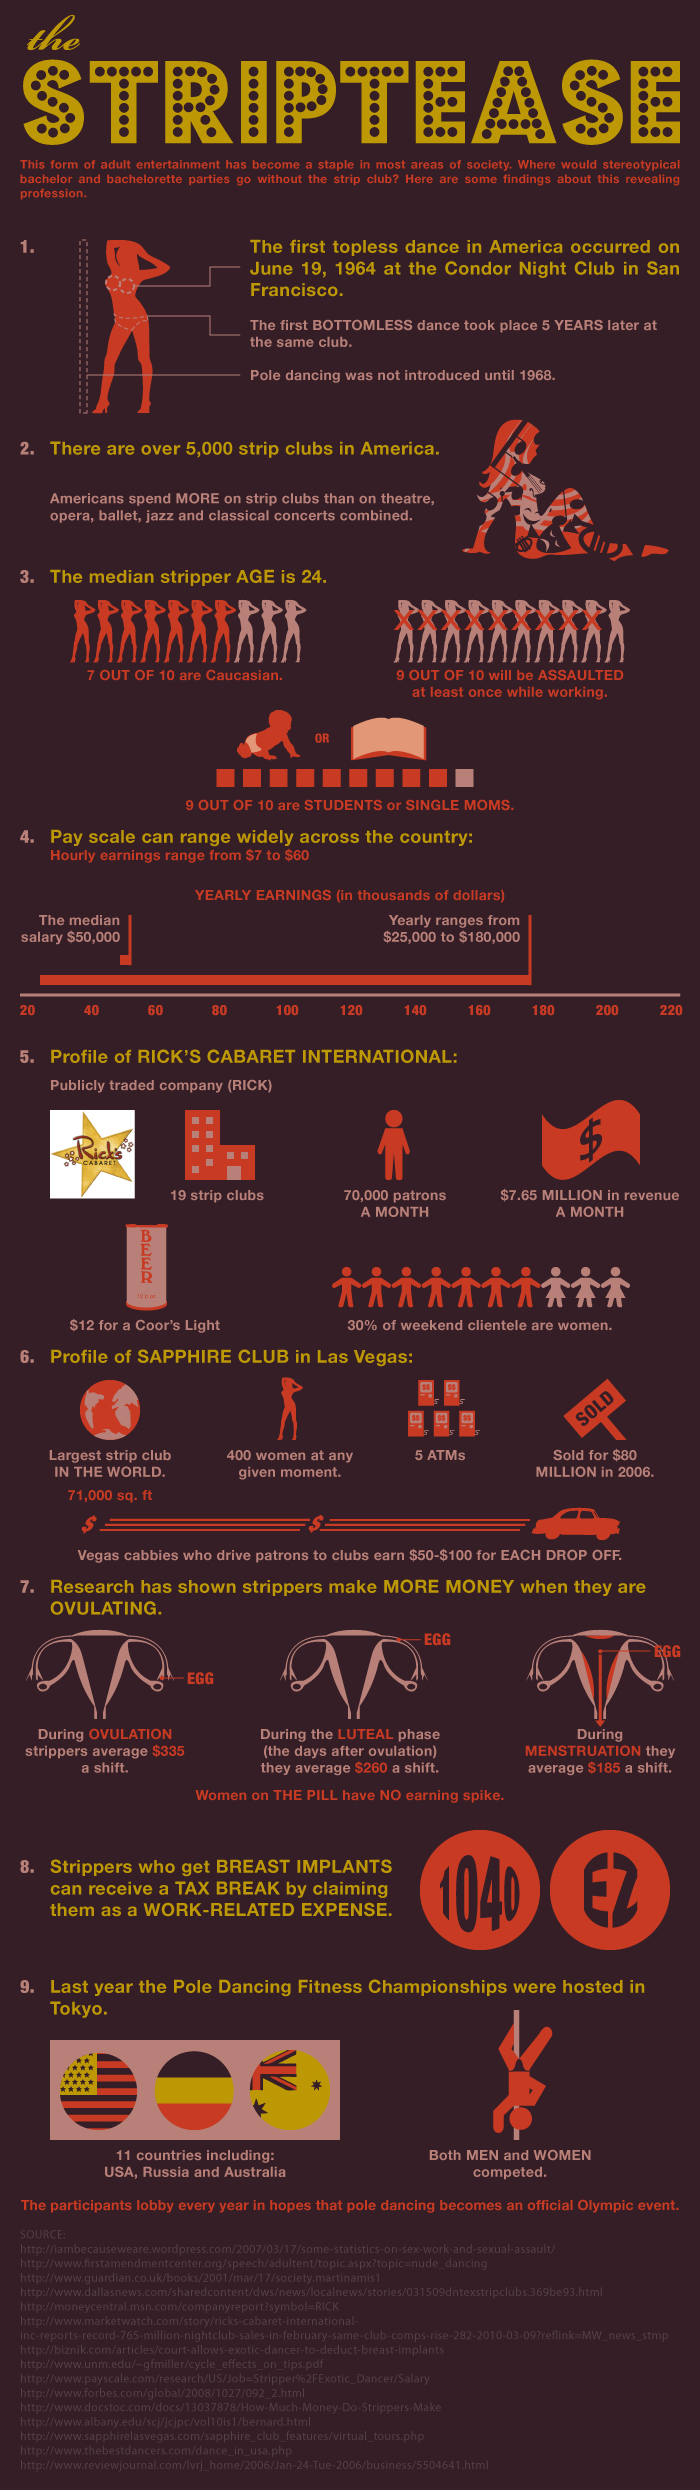 the
STRIPTEASE
This form of adult entertainment has become a staple in most areas of society. Where would stereotypical
bachelor and bachelorette parties go without the strip club? Here are some findings about this revealing
profession.
1.
The first topless dance in America occurred on
June 19, 1964 at the Condor Night Club in San
Francisco.
The first BOTTOMLESS dance took place 5 YEARS later at
the same club.
Pole dancing was not introduced until 1968.
2. There are over 5,000 strip clubs in America.
Americans spend MORE on strip clubs than on theatre,
opera, ballet, jazz and classical concerts combined.
3. The median stripper AGE is 24.
7 OUT OF 10 are Caucasian.
9 OUT OF 10 will be ASSAULTED
at least once while working.
OR
9 OUT OF 10 are STUDENTS or SINGLE MOMS.
4. Pay scale can range widely across the country:
Hourly earnings range from $7 to $60
YEARLY EARNINGS (in thousands of dollars)
The median
salary $50,000
Yearly ranges from
$25,000 to $180,000
20 40 60 80 100 120 140 160 180 200 220
5. Profile of RICK'S CABARET INTERNATIONAL:
Publicly traded company (RICK)
Rick's
CABARET
$
19 strip clubs
70,000 patrons
A MONTH
$7.65 MILLION in revenue
A MONTH
BEER
12 fl oz
$12 for a Coor's Light
30% of weekend clientele are women.
6. Profile of SAPPHIRE CLUB in Las Vegas:
$$ $$
$$ $$ $$
SOLD
Largest strip club
IN THE WORLD.
71,000 sq. ft
400 women at any
given moment.
5 ATMs
Sold for $80
MILLION in 2006.
$ $
Vegas cabbies who drive patrons to clubs earn $50-$100 for EACH DROP OFF.
7. Research has shown strippers make MORE MONEY when they are
OVULATING.
EGG
EGG
EGG
During OVULATION
strippers average $335
a shift.
During the LUTEAL phase
(the days after ovulation)
they average $260 a shift.
During
MENSTRUATION they
average $185 a shift.
Women on THE PILL have NO earning spike.
8. Strippers who get BREAST IMPLANTS
can receive a TAX BREAK by claiming
them as a WORK-RELATED EXPENSE.
1040
EZ
9. Last year the Pole Dancing Fitness Championships were hosted in
Tokyo.
11 countries including:
USA, Russia and Australia
Both MEN and WOMEN
competed.
The participants lobby every year in hopes that pole dancing becomes an official Olympic event.
SOURCE:
http://iambecauseweare.wordpress.com/2007/03/17/some-statistics-on-sex-work-and-sexual-assault/
http://www.firstamendmentcenter.org/speech/adultent/topic.aspx?topic=nude_dancing
http://www.guardian.co.uk/books/2001/mar/17/society.martinamis1
http://www.dallasnews.com/sharedcontent/dws/news/localnews/stories/031509dntexstripclubs.369be93.html
http://moneycentral.msn.com/companyreport?symbol=RICK
http://www.marketwatch.com/story/ricks-cabaret-international-
inc-reports-record-765-million-nightclub-sales-in-february-same-club-comps-rise-282-2010-03-09?reflink=MW_news_stmp
http://biznik.com/articles/court-allows-exotic-dancer-to-deduct-breast-implants
http://www.unm.edu/~gfmiller/cycle_effects_on_tips.pdf
http://www.payscale.com/research/US/Job=Stripper%2FExotic_Dancer/Salary
http://www.forbes.com/global/2008/1027/092_2.html
http://www.docstoc.com/docs/13037878/How-Much-Money-Do-Strippers-Make
http://www.albany.edu/scj/jcjpc/vol10is1/bernard.html
http://www.sapphirelasvegas.com/sapphire_club_features/virtual_tours.php
http://www.thebestdancers.com/dance_in_usa.php
http://www.reviewjournal.com/lvrj_home/2006/Jan-24-Tue-2006/business/5504641.html